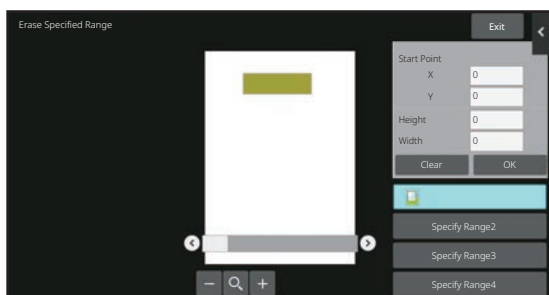 Erase Specified Range
Exit
Start Point
X 0
Y 0
Height 0
Width 0
Clear OK
Specify Range2
Specify Range3
Specify Range4